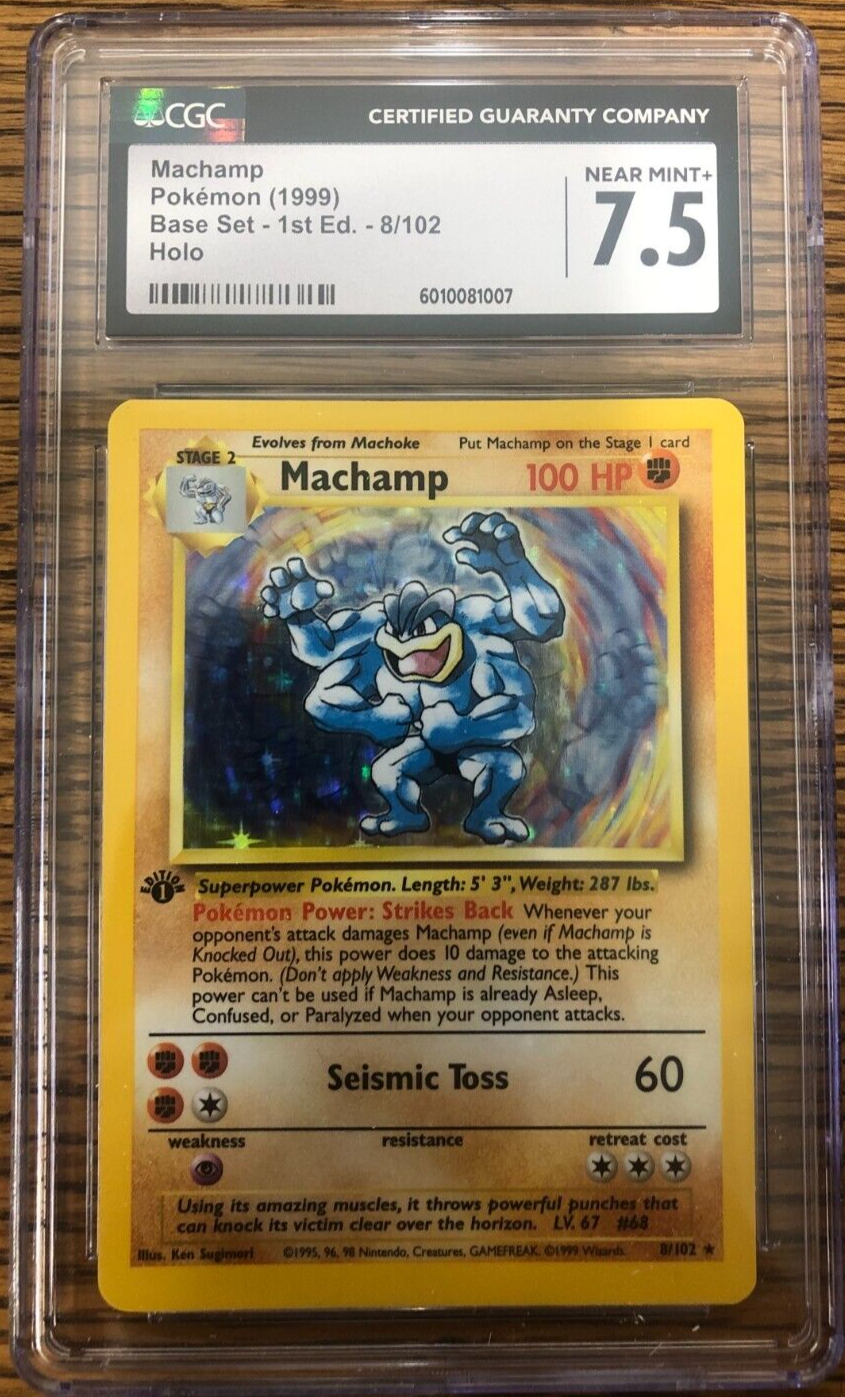 CGC
CERTIFIED GUARANTY COMPANY
Machamp
Pokémon (1999)
Base Set - 1st Ed. - 8/102
Holo
NEAR MINT+
7.5
6010081007
Evolves from Machoke
Put Machamp on the Stage 1 card
STAGE 2
Machamp
100 HP
EDITION
1
Superpower Pokémon. Length: 5' 3", Weight: 287 lbs.
Pokémon Power: Strikes Back Whenever your
opponent's attack damages Machamp (even if Machamp is
Knocked Out), this power does 10 damage to the attacking
Pokémon. (Don't apply Weakness and Resistance.) This
power can't be used if Machamp is already Asleep,
Confused, or Paralyzed when your opponent attacks.
Seismic Toss
60
weakness
resistance
retreat cost
Using its amazing muscles, it throws powerful punches that
can knock its victim clear over the horizon. LV. 67 #68
Illus. Ken Sugimori
©1995, 96, 98 Nintendo, Creatures, GAMEFREAK. ©1999 Wizards.
8/102 ★